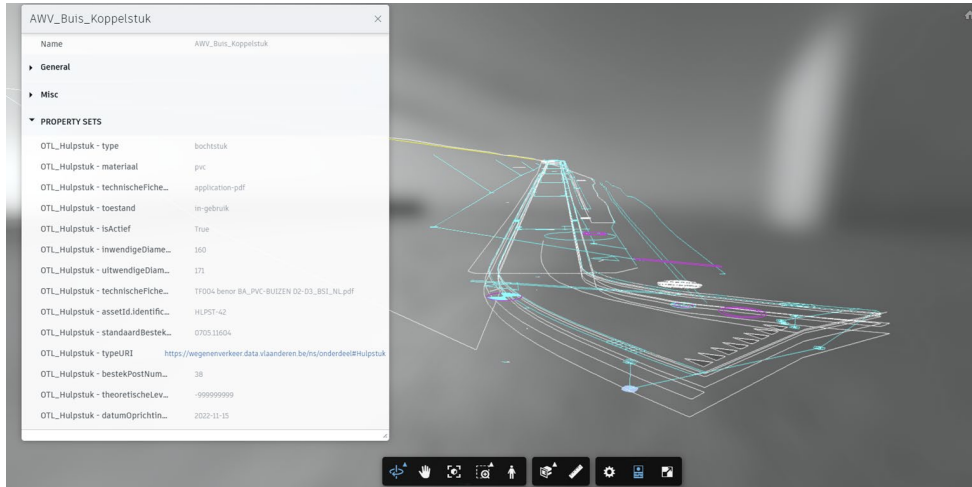 AWV_Buis_Koppelstuk
Name AWV_Buis_Koppelstuk
General
Misc
PROPERTY SETS
OTL_Hulpstuk - type bochtstuk
OTL_Hulpstuk - materiaal pvc
OTL_Hulpstuk - technischeFiche... application-pdf
OTL_Hulpstuk - toestand in-gebruik
OTL_Hulpstuk - isActief True
OTL_Hulpstuk - inwendigeDiame... 160
OTL_Hulpstuk - uitwendigeDiam... 171
OTL_Hulpstuk - technischeFiche... TF004 benor BA_PVC-BUIZEN D2-D3_BSI_NL.pdf
OTL_Hulpstuk - assetId.identific... HLPST-42
OTL_Hulpstuk - standaardBestek... 0705.11604
OTL_Hulpstuk - typeURI https://wegenenverkeer.data.vlaanderen.be/ns/onderdeel#Hulpstuk
OTL_Hulpstuk - bestekPostNum... 38
OTL_Hulpstuk - theoretischeLev... -999999999
OTL_Hulpstuk - datumOprichtin... 2022-11-15